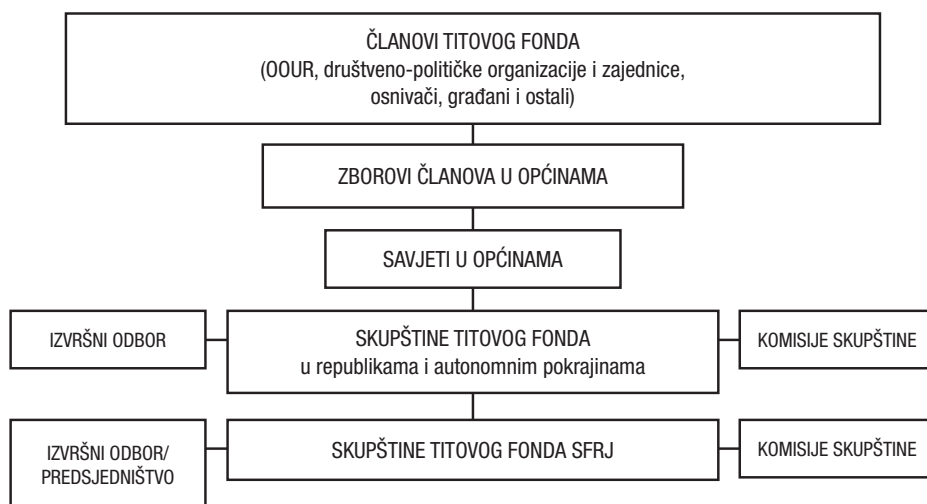 ČLANOVI TITOVOG FONDA
(OOUR, društveno-političke organizacije i zajednice,
osnivači, građani i ostali)
ZBOROVI ČLANOVA U OPĆINAMA
SAVJETI U OPĆINAMA
IZVRŠNI ODBOR
SKUPŠTINE TITOVOG FONDA
u republikama i autonomnim pokrajinama
KOMISIJE SKUPŠTINE
IZVRŠNI ODBOR/
PREDSJEDNIŠTVO
SKUPŠTINE TITOVOG FONDA SFRJ
KOMISIJE SKUPŠTINE